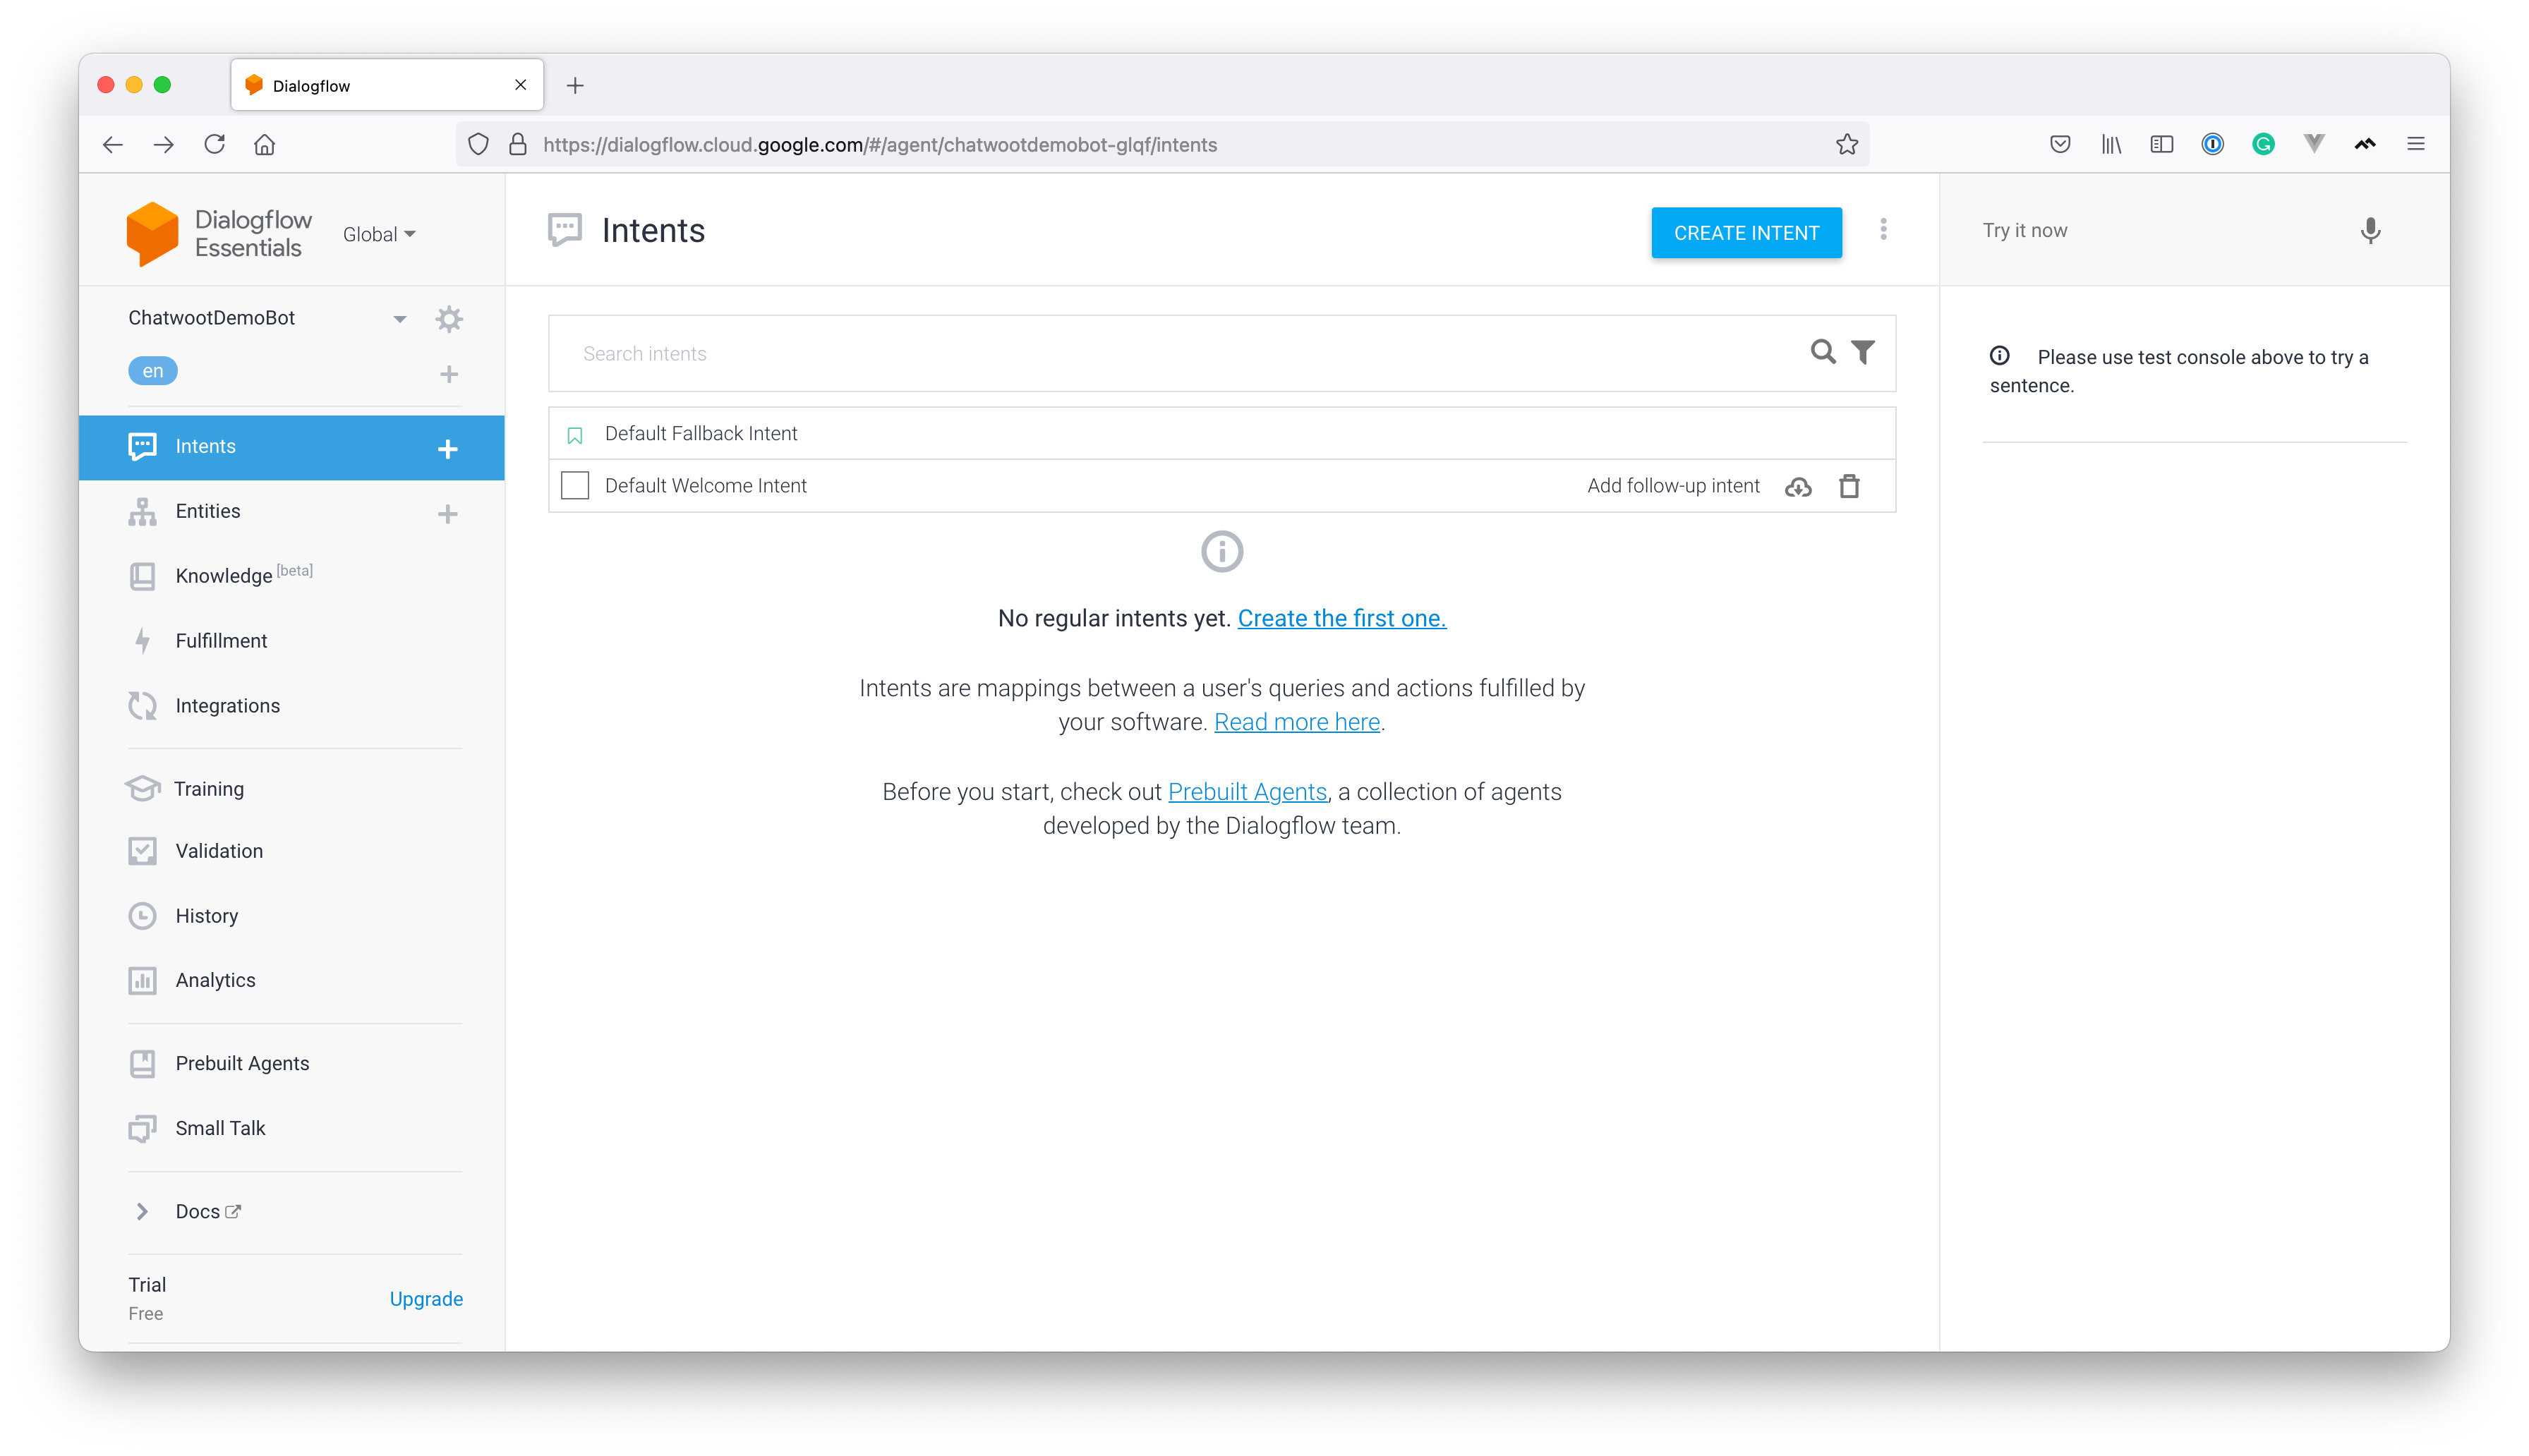 Dialogflow
https://dialogflow.cloud.google.com/#/agent/chatwootdemobot-glqf/intents
Dialogflow
Essentials
Global
ChatwootDemoBot
en
Intents
Entities
Knowledge [beta]
Fulfillment
Integrations
Training
Validation
History
Analytics
Prebuilt Agents
Small Talk
Docs
Trial
Free
Upgrade
Intents
CREATE INTENT
Search intents
Default Fallback Intent
Default Welcome Intent
Add follow-up intent
No regular intents yet. Create the first one.
Intents are mappings between a user's queries and actions fulfilled by
your software. Read more here.
Before you start, check out Prebuilt Agents, a collection of agents
developed by the Dialogflow team.
Try it now
Please use test console above to try a
sentence.